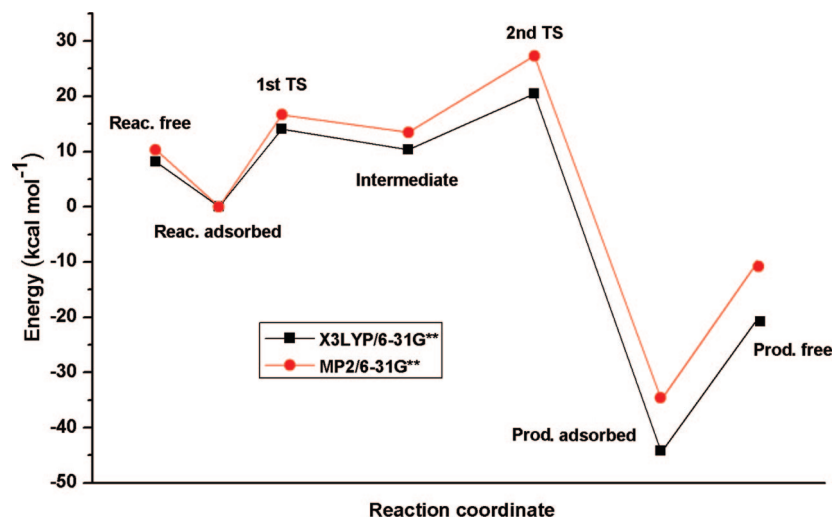 30
20
10
0
-10
-20
-30
-40
-50
Energy (kcal mol⁻¹)
Reac. free
Reac. adsorbed
1st TS
Intermediate
2nd TS
Prod. adsorbed
Prod. free
X3LYP/6-31G**
MP2/6-31G**
Reaction coordinate